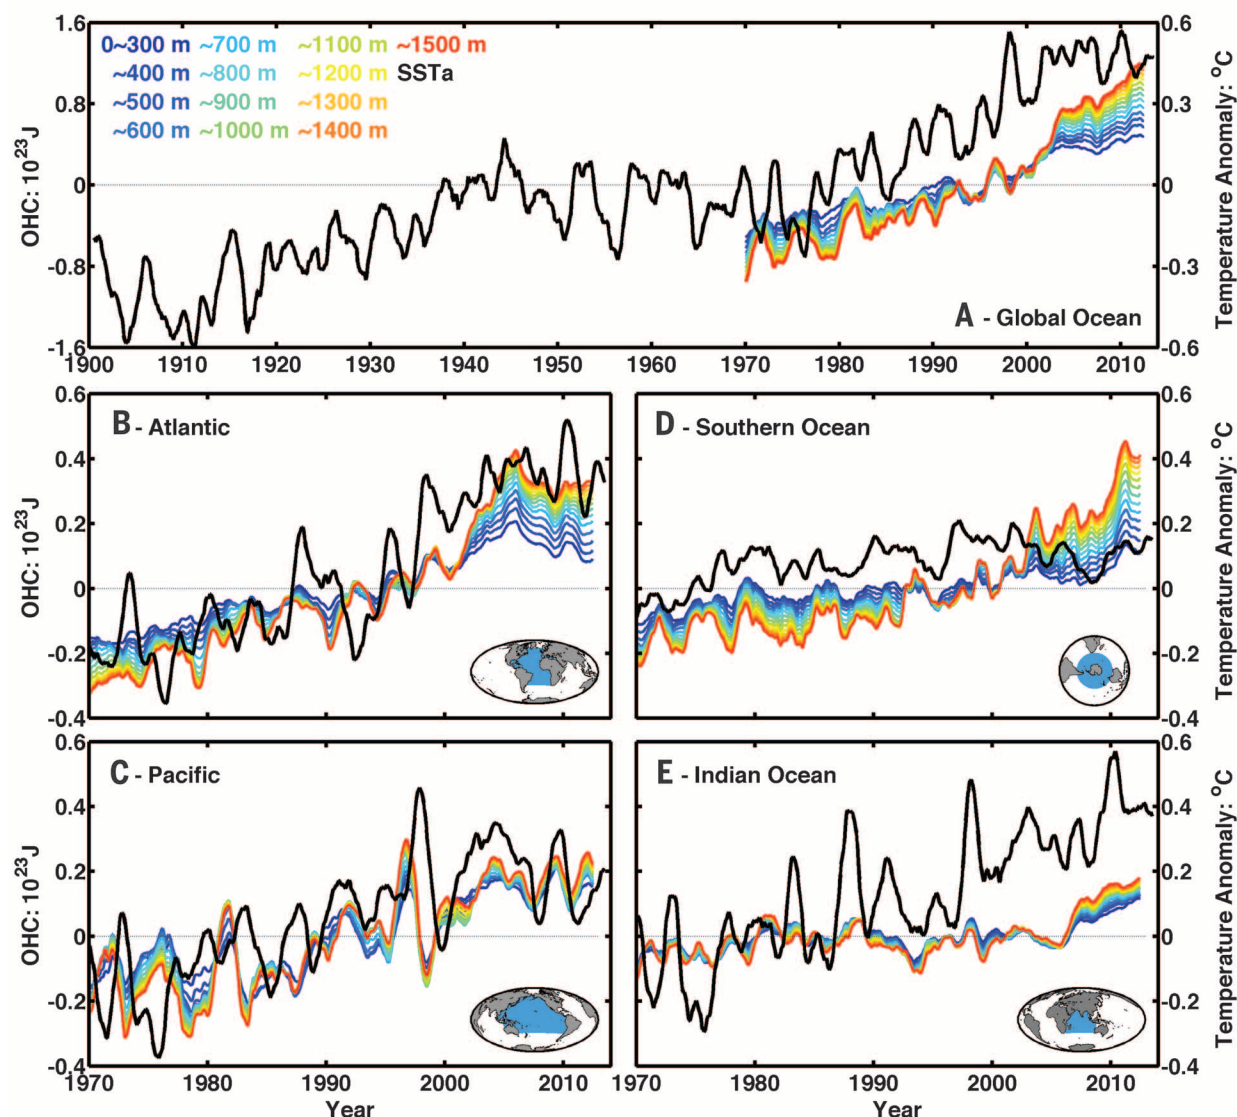 1.6
0.8
0
-0.8
-1.6
OHC: 10²³J
0~300 m ~700 m ~1100 m ~1500 m
~400 m ~800 m ~1200 m SSTa
~500 m ~900 m ~1300 m
~600 m ~1000 m ~1400 m
0.6
0.3
0
-0.3
-0.6
Temperature Anomaly: °C
A - Global Ocean
1900 1910 1920 1930 1940 1950 1960 1970 1980 1990 2000 2010
0.6
0.4
0.2
0
-0.2
-0.4
OHC: 10²³J
B - Atlantic
D - Southern Ocean
0.6
0.4
0.2
0
-0.2
-0.4
Temperature Anomaly: °C
0.6
0.4
0.2
0
-0.2
-0.4
OHC: 10²³J
C - Pacific
E - Indian Ocean
0.6
0.4
0.2
0
-0.2
-0.4
Temperature Anomaly: °C
1970 1980 1990 2000 2010 1970 1980 1990 2000 2010
Year Year